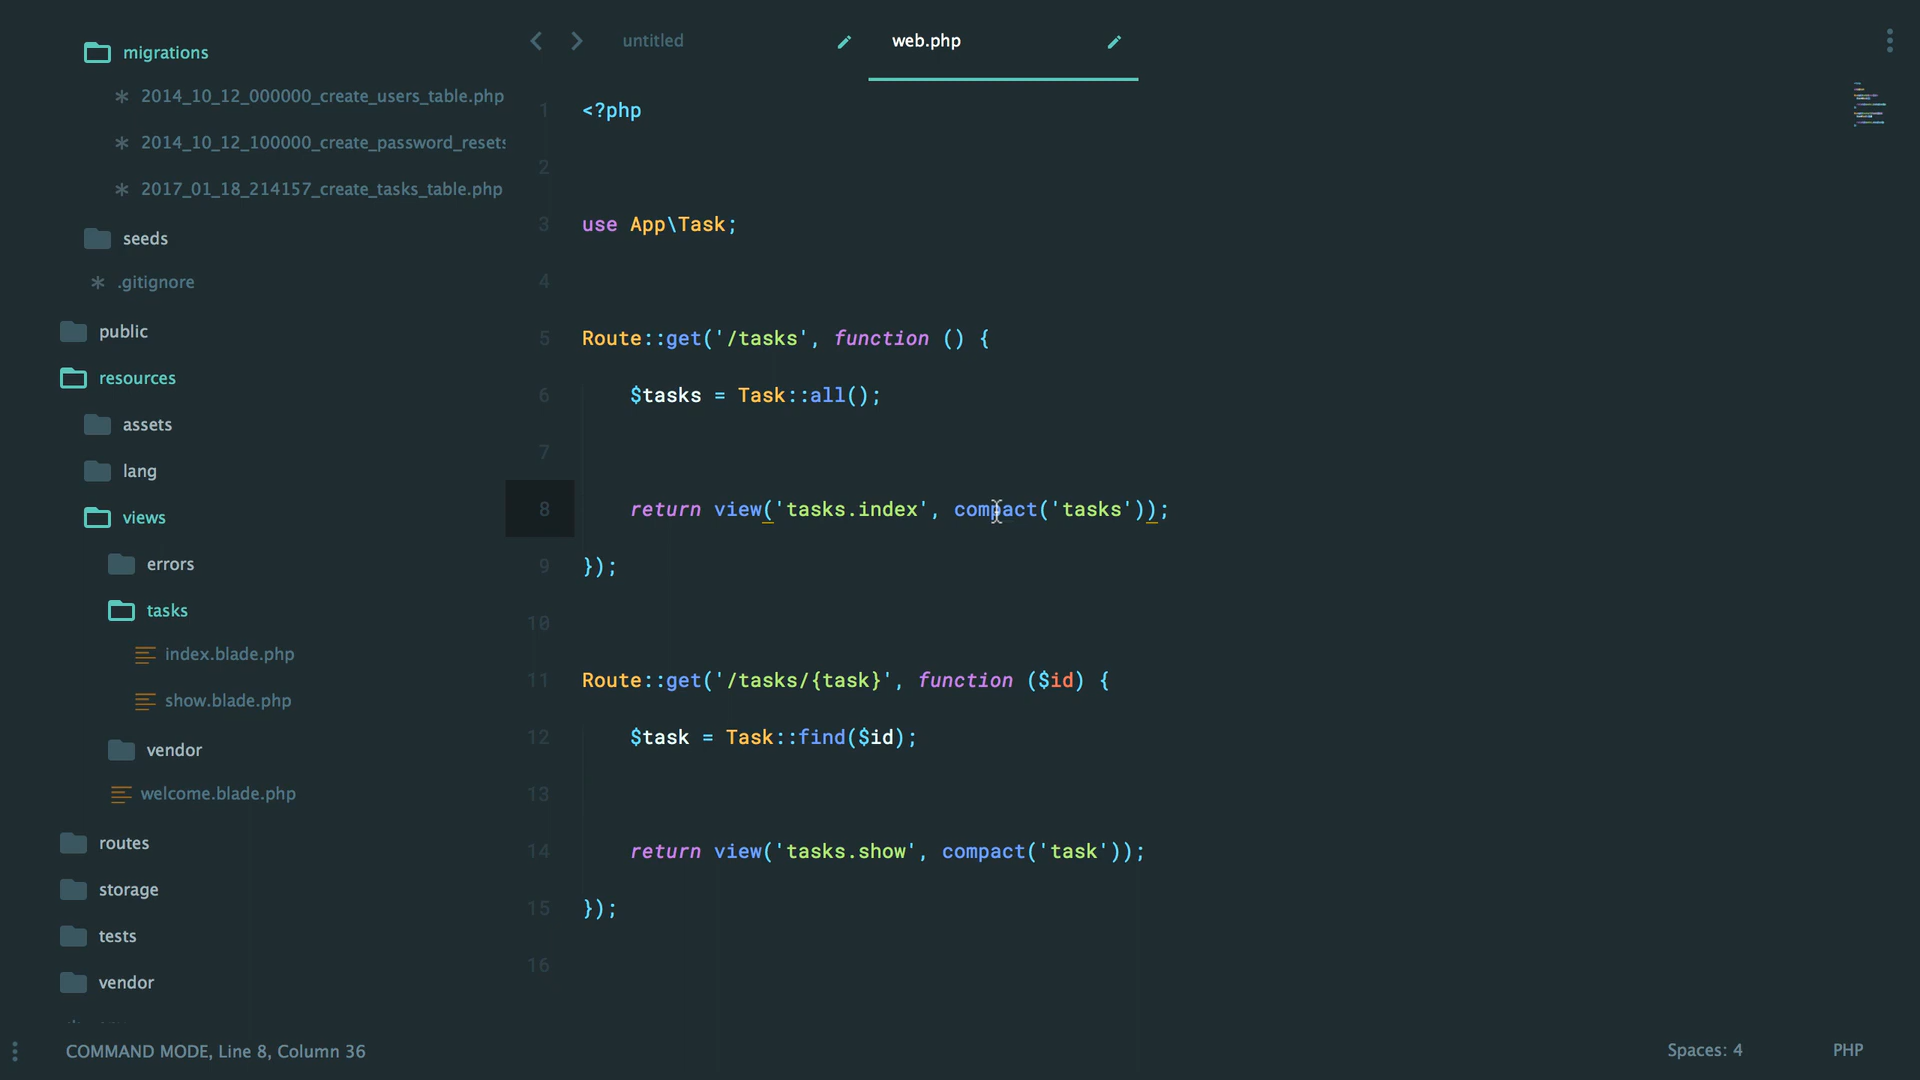 migrations
2014_10_12_000000_create_users_table.php
2014_10_12_100000_create_password_resets
2017_01_18_214157_create_tasks_table.php
seeds
.gitignore
public
resources
assets
lang
views
errors
tasks
index.blade.php
show.blade.php
vendor
welcome.blade.php
routes
storage
tests
vendor
untitled
web.php
1 <?php
2
3 use App\Task;
4
5 Route::get('/tasks', function () {
6 $tasks = Task::all();
7
8 return view('tasks.index', compact('tasks'));
9 });
10
11 Route::get('/tasks/{task}', function ($id) {
12 $task = Task::find($id);
13
14 return view('tasks.show', compact('task'));
15 });
16
COMMAND MODE, Line 8, Column 36
Spaces: 4
PHP